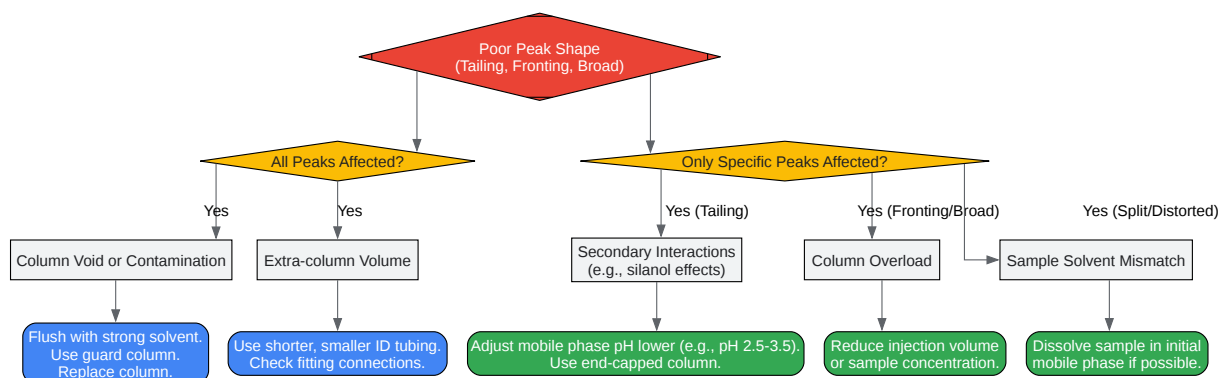 Poor Peak Shape
(Tailing, Fronting, Broad)
All Peaks Affected?
Only Specific Peaks Affected?
Yes
Yes
Yes (Tailing)
Yes (Fronting/Broad)
Yes (Split/Distorted)
Column Void or Contamination
Extra-column Volume
Secondary Interactions
(e.g., silanol effects)
Column Overload
Sample Solvent Mismatch
Flush with strong solvent.
Use guard column.
Replace column.
Use shorter, smaller ID tubing.
Check fitting connections.
Adjust mobile phase pH lower (e.g., pH 2.5-3.5).
Use end-capped column.
Reduce injection volume
or sample concentration.
Dissolve sample in initial
mobile phase if possible.